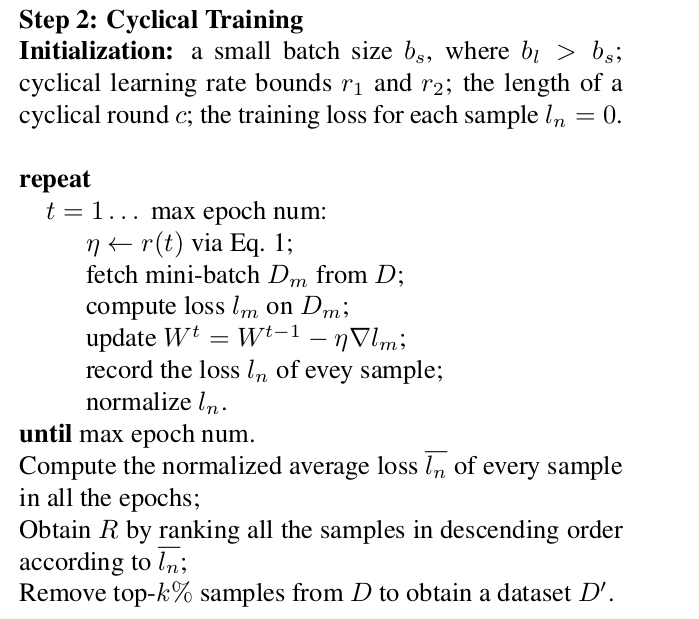 Step 2: Cyclical Training
Initialization: a small batch size b_s, where b_l > b_s;
cyclical learning rate bounds r_1 and r_2; the length of a
cyclical round c; the training loss for each sample l_n = 0.
repeat
t = 1... max epoch num:
η ← r(t) via Eq. 1;
fetch mini-batch D_m from D;
compute loss l_m on D_m;
update W^t = W^{t−1} − η∇l_m;
record the loss l_n of evey sample;
normalize l_n.
until max epoch num.
Compute the normalized average loss \overline{l_n} of every sample
in all the epochs;
Obtain R by ranking all the samples in descending order
according to \overline{l_n};
Remove top-k% samples from D to obtain a dataset D′.